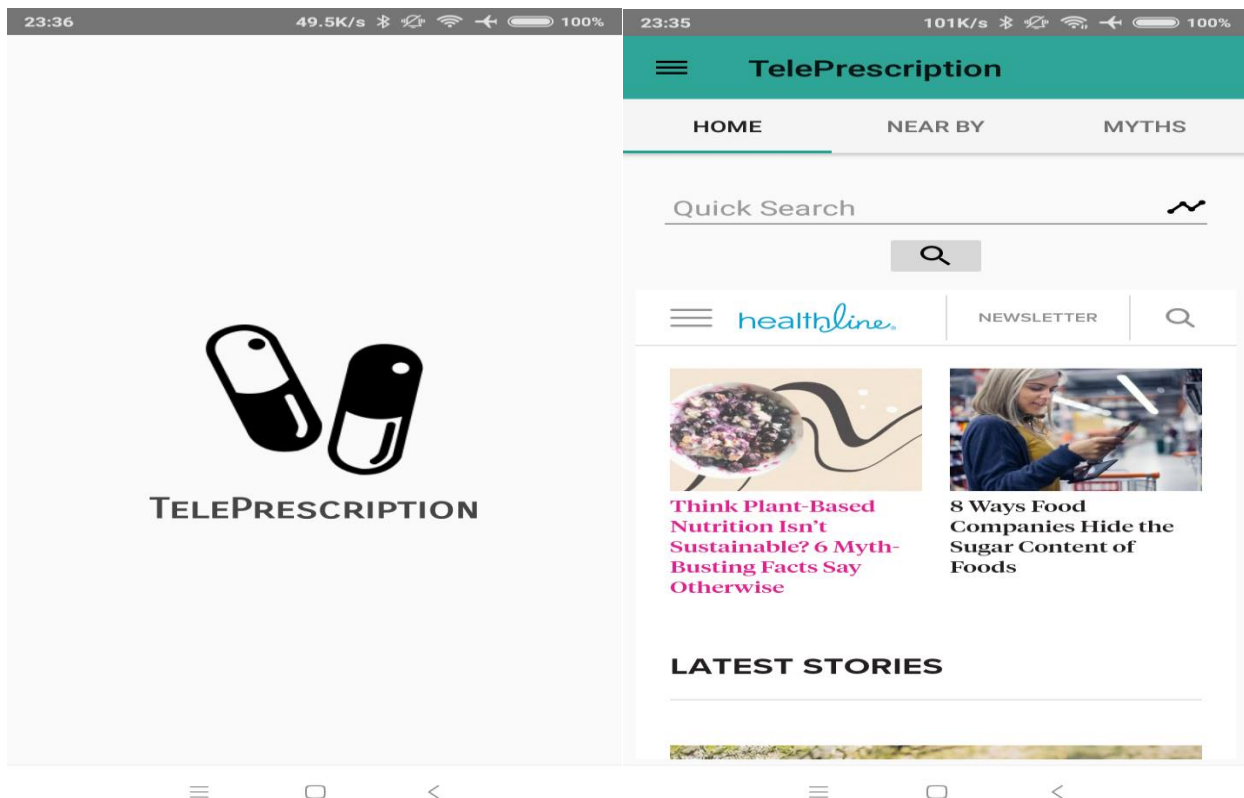 23:36 49.5K/s 100%
TELEPRESCRIPTION
23:35 101K/s 100%
TelePrescription
HOME NEAR BY MYTHS
Quick Search
healthline. NEWSLETTER
Think Plant-Based
Nutrition Isn't
Sustainable? 6 Myth-
Busting Facts Say
Otherwise
8 Ways Food
Companies Hide the
Sugar Content of
Foods
LATEST STORIES